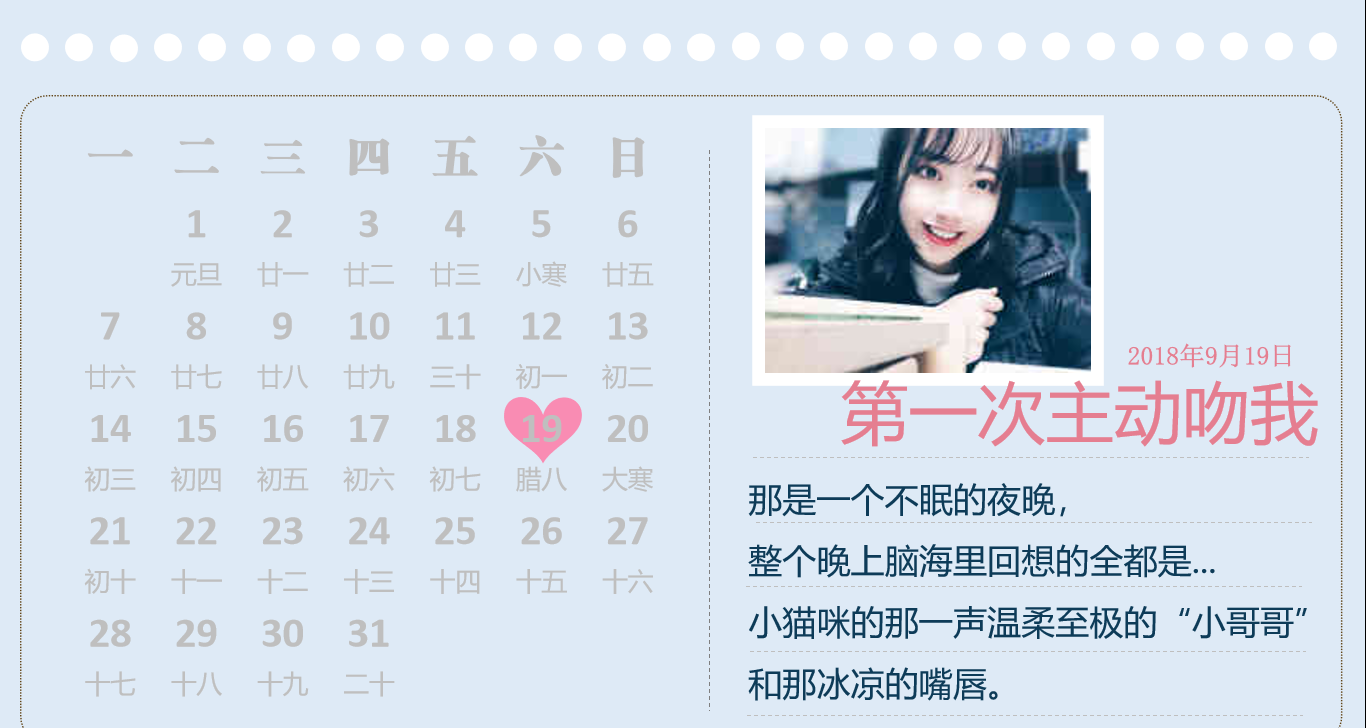 一 二 三 四 五 六 日
1 2 3 4 5 6
元旦 廿一 廿二 廿三 小寒 廿五
7 8 9 10 11 12 13
廿六 廿七 廿八 廿九 三十 初一 初二
14 15 16 17 18 19 20
初三 初四 初五 初六 初七 腊八 大寒
21 22 23 24 25 26 27
初十 十一 十二 十三 十四 十五 十六
28 29 30 31
十七 十八 十九 二十
2018年9月19日
第一次主动吻我
那是一个不眠的夜晚，
整个晚上脑海里回想的全都是...
小猫咪的那一声温柔至极的“小哥哥”
和那冰凉的嘴唇。